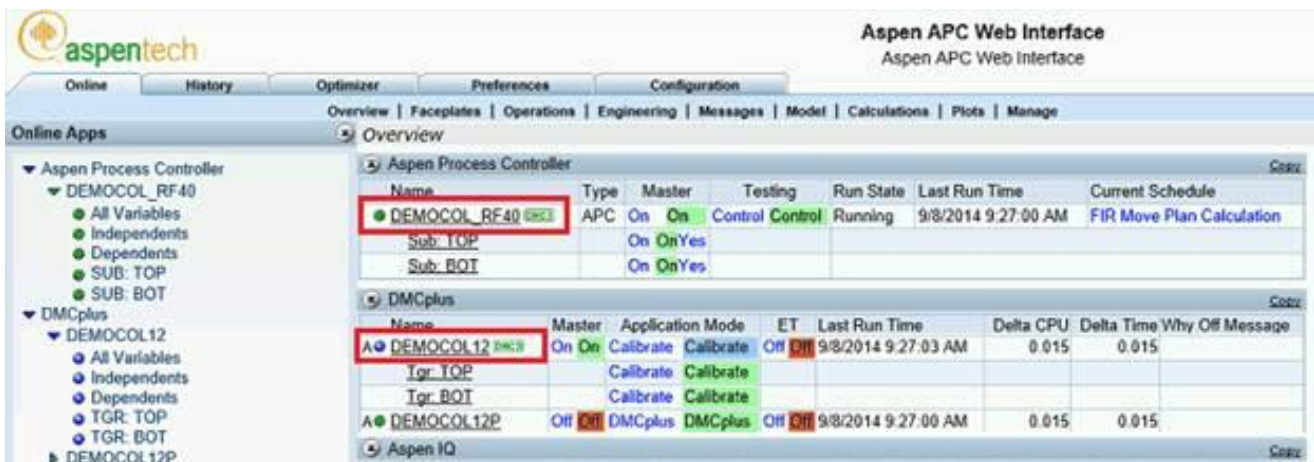 aspentech
Aspen APC Web Interface
Aspen APC Web Interface
Online History Optimizer Preferences Configuration
Overview | Faceplates | Operations | Engineering | Messages | Model | Calculations | Plots | Manage
Online Apps
Overview
Aspen Process Controller
DEMOCOL_RF40
All Variables
Independents
Dependents
SUB: TOP
SUB: BOT
DMCplus
DEMOCOL12
All Variables
Independents
Dependents
TGR: TOP
TGR: BOT
DEMOCOL12P
Aspen Process Controller Copy
Name Type Master Testing Run State Last Run Time Current Schedule
DEMOCOL_RF40 DMC3 APC On On Control Control Running 9/8/2014 9:27:00 AM FIR Move Plan Calculation
Sub: TOP On On Yes
Sub: BOT On On Yes
DMCplus Copy
Name Master Application Mode ET Last Run Time Delta CPU Delta Time Why Off Message
A DEMOCOL12 DMC3 On On Calibrate Calibrate Off Off 9/8/2014 9:27:03 AM 0.015 0.015
Tgr: TOP Calibrate Calibrate
Tgr: BOT Calibrate Calibrate
A DEMOCOL12P Off Off DMCplus DMCplus Off Off 9/8/2014 9:27:00 AM 0.015 0.015
Aspen IQ Copy